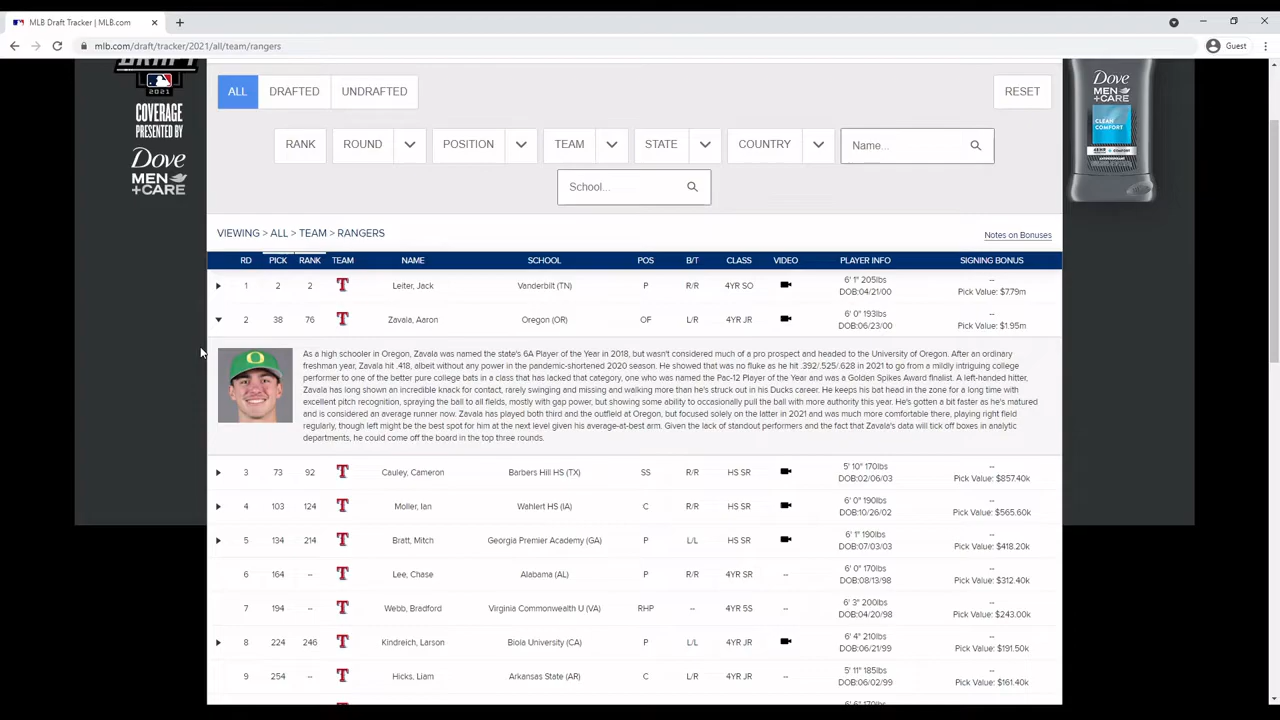 MLB Draft Tracker | MLB.com
mlb.com/draft/tracker/2021/all/team/rangers
Guest
DRAFT
MLB
2021
COVERAGE
PRESENTED BY
Dove
MEN
+CARE
Dove
MEN
+CARE
CLEAN
COMFORT
ALL DRAFTED UNDRAFTED RESET
RANK ROUND POSITION TEAM STATE COUNTRY Name...
School...
VIEWING > ALL > TEAM > RANGERS
Notes on Bonuses
RD PICK RANK TEAM NAME SCHOOL POS B/T CLASS VIDEO PLAYER INFO SIGNING BONUS
1 2 2 T Leiter, Jack Vanderbilt (TN) P R/R 4YR SO 6' 1" 205lbs --
DOB:04/21/00 Pick Value: $7.79m
2 38 76 T Zavala, Aaron Oregon (OR) OF L/R 4YR JR 6' 0" 193lbs --
DOB:06/23/00 Pick Value: $1.95m
As a high schooler in Oregon, Zavala was named the state's 6A Player of the Year in 2018, but wasn't considered much of a pro prospect and headed to the University of Oregon. After an ordinary
freshman year, Zavala hit .418, albeit without any power in the pandemic-shortened 2020 season. He showed that was no fluke as he hit .392/.525/.628 in 2021 to go from a mildly intriguing college
performer to one of the better pure college bats in a class that has lacked that category, one who was named the Pac-12 Player of the Year and was a Golden Spikes Award finalist. A left-handed hitter,
Zavala has long shown an incredible knack for contact, rarely swinging and missing and walking more than he's struck out in his Ducks career. He keeps his bat head in the zone for a long time with
excellent pitch recognition, spraying the ball to all fields, mostly with gap power, but showing some ability to occasionally pull the ball with more authority this year. He's gotten a bit faster as he's matured
and is considered an average runner now. Zavala has played both third and the outfield at Oregon, but focused solely on the latter in 2021 and was much more comfortable there, playing right field
regularly, though left might be the best spot for him at the next level given his average-at-best arm. Given the lack of standout performers and the fact that Zavala's data will tick off boxes in analytic
departments, he could come off the board in the top three rounds.
3 73 92 T Cauley, Cameron Barbers Hill HS (TX) SS R/R HS SR 5' 10" 170lbs --
DOB:02/06/03 Pick Value: $857.40k
4 103 124 T Moller, Ian Wahlert HS (IA) C R/R HS SR 6' 0" 190lbs --
DOB:10/26/02 Pick Value: $565.60k
5 134 214 T Bratt, Mitch Georgia Premier Academy (GA) P L/L HS SR 6' 1" 190lbs --
DOB:07/03/03 Pick Value: $418.20k
6 164 -- T Lee, Chase Alabama (AL) P R/R 4YR SR -- 6' 0" 170lbs --
DOB:08/13/98 Pick Value: $312.40k
7 194 -- T Webb, Bradford Virginia Commonwealth U (VA) RHP -- 4YR 5S -- 6' 3" 200lbs --
DOB:04/20/98 Pick Value: $243.00k
8 224 246 T Kindreich, Larson Biola University (CA) P L/L 4YR JR 6' 4" 210lbs --
DOB:06/21/99 Pick Value: $191.50k
9 254 -- T Hicks, Liam Arkansas State (AR) C L/R 4YR JR -- 5' 11" 185lbs --
DOB:06/02/99 Pick Value: $161.40k